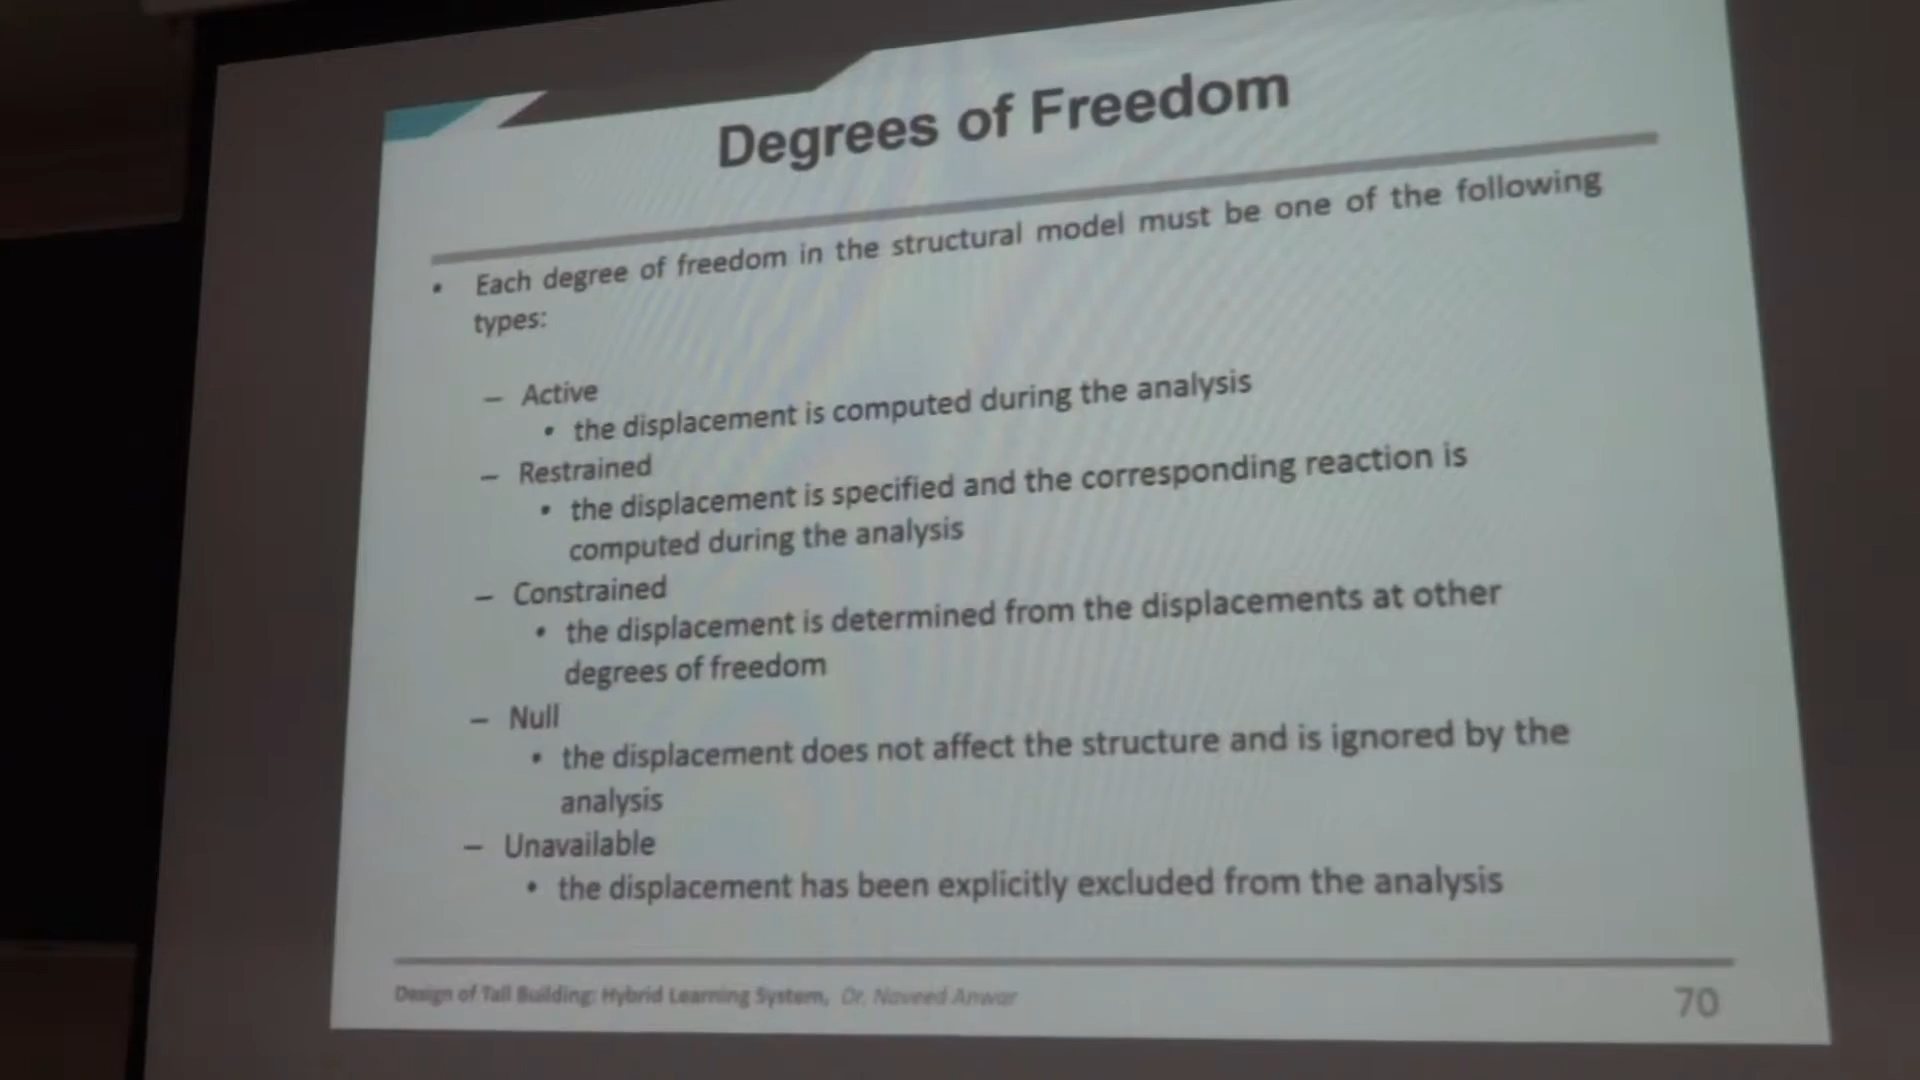 Degrees of Freedom
• Each degree of freedom in the structural model must be one of the following
types:
– Active
• the displacement is computed during the analysis
– Restrained
• the displacement is specified and the corresponding reaction is
computed during the analysis
– Constrained
• the displacement is determined from the displacements at other
degrees of freedom
– Null
• the displacement does not affect the structure and is ignored by the
analysis
– Unavailable
• the displacement has been explicitly excluded from the analysis
Design of Tall Building: Hybrid Learning System, Dr. Naveed Anwar
70